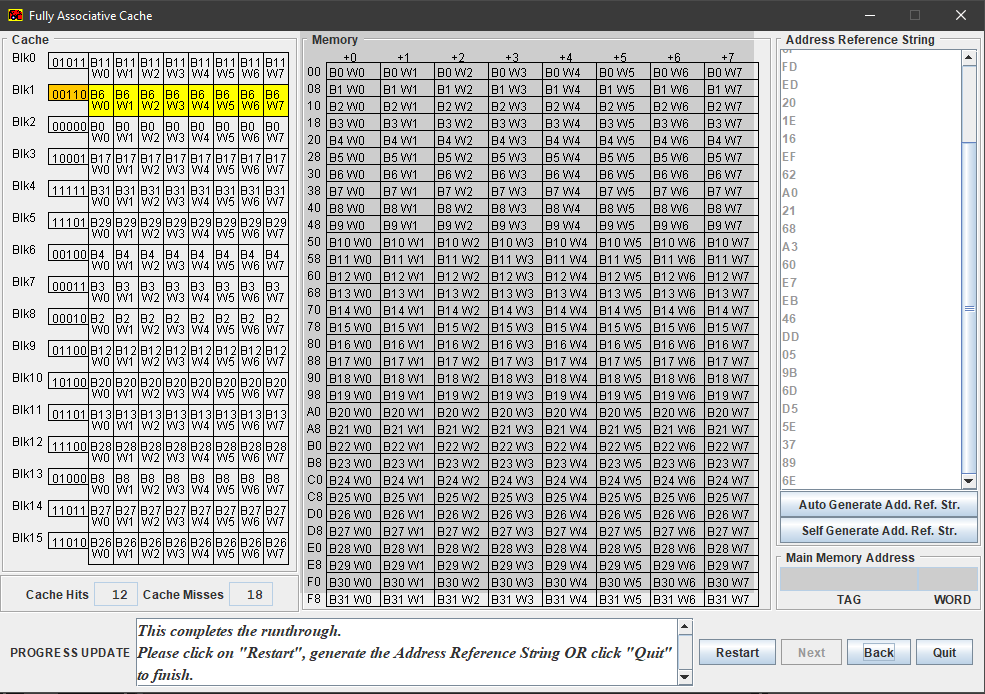 Fully Associative Cache
Cache
Blk0 01011 B11 B11 B11 B11 B11 B11 B11 B11
W0 W1 W2 W3 W4 W5 W6 W7
Blk1 00110 B6 B6 B6 B6 B6 B6 B6 B6
W0 W1 W2 W3 W4 W5 W6 W7
Blk2 00000 B0 B0 B0 B0 B0 B0 B0 B0
W0 W1 W2 W3 W4 W5 W6 W7
Blk3 10001 B17 B17 B17 B17 B17 B17 B17 B17
W0 W1 W2 W3 W4 W5 W6 W7
Blk4 11111 B31 B31 B31 B31 B31 B31 B31 B31
W0 W1 W2 W3 W4 W5 W6 W7
Blk5 11101 B29 B29 B29 B29 B29 B29 B29 B29
W0 W1 W2 W3 W4 W5 W6 W7
Blk6 00100 B4 B4 B4 B4 B4 B4 B4 B4
W0 W1 W2 W3 W4 W5 W6 W7
Blk7 00011 B3 B3 B3 B3 B3 B3 B3 B3
W0 W1 W2 W3 W4 W5 W6 W7
Blk8 00010 B2 B2 B2 B2 B2 B2 B2 B2
W0 W1 W2 W3 W4 W5 W6 W7
Blk9 01100 B12 B12 B12 B12 B12 B12 B12 B12
W0 W1 W2 W3 W4 W5 W6 W7
Blk10 10100 B20 B20 B20 B20 B20 B20 B20 B20
W0 W1 W2 W3 W4 W5 W6 W7
Blk11 01101 B13 B13 B13 B13 B13 B13 B13 B13
W0 W1 W2 W3 W4 W5 W6 W7
Blk12 11100 B28 B28 B28 B28 B28 B28 B28 B28
W0 W1 W2 W3 W4 W5 W6 W7
Blk13 01000 B8 B8 B8 B8 B8 B8 B8 B8
W0 W1 W2 W3 W4 W5 W6 W7
Blk14 11011 B27 B27 B27 B27 B27 B27 B27 B27
W0 W1 W2 W3 W4 W5 W6 W7
Blk15 11010 B26 B26 B26 B26 B26 B26 B26 B26
W0 W1 W2 W3 W4 W5 W6 W7
Cache Hits 12 Cache Misses 18
Memory
+0 +1 +2 +3 +4 +5 +6 +7
00 B0 W0 B0 W1 B0 W2 B0 W3 B0 W4 B0 W5 B0 W6 B0 W7
08 B1 W0 B1 W1 B1 W2 B1 W3 B1 W4 B1 W5 B1 W6 B1 W7
10 B2 W0 B2 W1 B2 W2 B2 W3 B2 W4 B2 W5 B2 W6 B2 W7
18 B3 W0 B3 W1 B3 W2 B3 W3 B3 W4 B3 W5 B3 W6 B3 W7
20 B4 W0 B4 W1 B4 W2 B4 W3 B4 W4 B4 W5 B4 W6 B4 W7
28 B5 W0 B5 W1 B5 W2 B5 W3 B5 W4 B5 W5 B5 W6 B5 W7
30 B6 W0 B6 W1 B6 W2 B6 W3 B6 W4 B6 W5 B6 W6 B6 W7
38 B7 W0 B7 W1 B7 W2 B7 W3 B7 W4 B7 W5 B7 W6 B7 W7
40 B8 W0 B8 W1 B8 W2 B8 W3 B8 W4 B8 W5 B8 W6 B8 W7
48 B9 W0 B9 W1 B9 W2 B9 W3 B9 W4 B9 W5 B9 W6 B9 W7
50 B10 W0 B10 W1 B10 W2 B10 W3 B10 W4 B10 W5 B10 W6 B10 W7
58 B11 W0 B11 W1 B11 W2 B11 W3 B11 W4 B11 W5 B11 W6 B11 W7
60 B12 W0 B12 W1 B12 W2 B12 W3 B12 W4 B12 W5 B12 W6 B12 W7
68 B13 W0 B13 W1 B13 W2 B13 W3 B13 W4 B13 W5 B13 W6 B13 W7
70 B14 W0 B14 W1 B14 W2 B14 W3 B14 W4 B14 W5 B14 W6 B14 W7
78 B15 W0 B15 W1 B15 W2 B15 W3 B15 W4 B15 W5 B15 W6 B15 W7
80 B16 W0 B16 W1 B16 W2 B16 W3 B16 W4 B16 W5 B16 W6 B16 W7
88 B17 W0 B17 W1 B17 W2 B17 W3 B17 W4 B17 W5 B17 W6 B17 W7
90 B18 W0 B18 W1 B18 W2 B18 W3 B18 W4 B18 W5 B18 W6 B18 W7
98 B19 W0 B19 W1 B19 W2 B19 W3 B19 W4 B19 W5 B19 W6 B19 W7
A0 B20 W0 B20 W1 B20 W2 B20 W3 B20 W4 B20 W5 B20 W6 B20 W7
A8 B21 W0 B21 W1 B21 W2 B21 W3 B21 W4 B21 W5 B21 W6 B21 W7
B0 B22 W0 B22 W1 B22 W2 B22 W3 B22 W4 B22 W5 B22 W6 B22 W7
B8 B23 W0 B23 W1 B23 W2 B23 W3 B23 W4 B23 W5 B23 W6 B23 W7
C0 B24 W0 B24 W1 B24 W2 B24 W3 B24 W4 B24 W5 B24 W6 B24 W7
C8 B25 W0 B25 W1 B25 W2 B25 W3 B25 W4 B25 W5 B25 W6 B25 W7
D0 B26 W0 B26 W1 B26 W2 B26 W3 B26 W4 B26 W5 B26 W6 B26 W7
D8 B27 W0 B27 W1 B27 W2 B27 W3 B27 W4 B27 W5 B27 W6 B27 W7
E0 B28 W0 B28 W1 B28 W2 B28 W3 B28 W4 B28 W5 B28 W6 B28 W7
E8 B29 W0 B29 W1 B29 W2 B29 W3 B29 W4 B29 W5 B29 W6 B29 W7
F0 B30 W0 B30 W1 B30 W2 B30 W3 B30 W4 B30 W5 B30 W6 B30 W7
F8 B31 W0 B31 W1 B31 W2 B31 W3 B31 W4 B31 W5 B31 W6 B31 W7
Address Reference String
FD
ED
20
1E
16
EF
62
A0
21
68
A3
60
E7
EB
46
DD
05
9B
6D
D5
5E
37
89
6E
Auto Generate Add. Ref. Str.
Self Generate Add. Ref. Str.
Main Memory Address
TAG WORD
PROGRESS UPDATE
This completes the runthrough.
Please click on "Restart", generate the Address Reference String OR click "Quit"
to finish.
Restart Next Back Quit